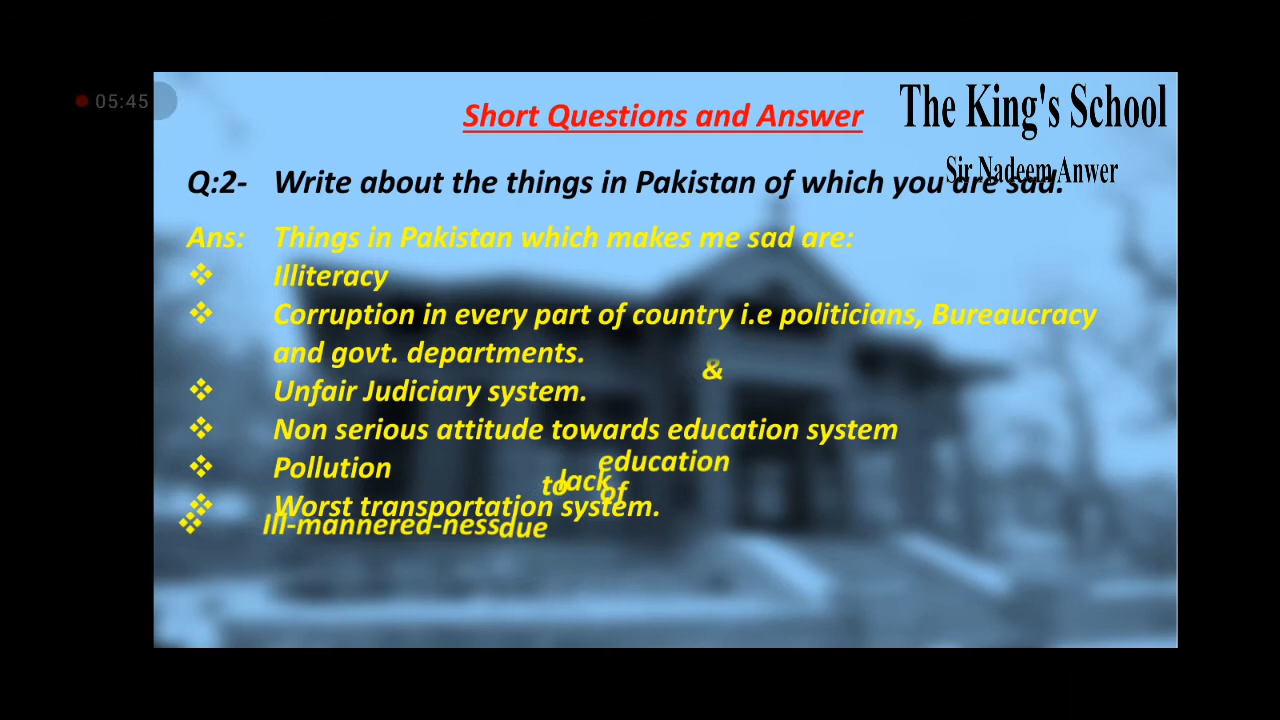 05:45
The King's School
Short Questions and Answer
Sir Nadeem Anwer
Q:2- Write about the things in Pakistan of which you are sad.
Ans: Things in Pakistan which makes me sad are:
❖ Illiteracy
❖ Corruption in every part of country i.e politicians, Bureaucracy
and govt. departments.
❖ Unfair Judiciary system.
❖ Non serious attitude towards education system
❖ Pollution
❖ Worst transportation system.
❖ Ill-mannered-ness due to lack of education &